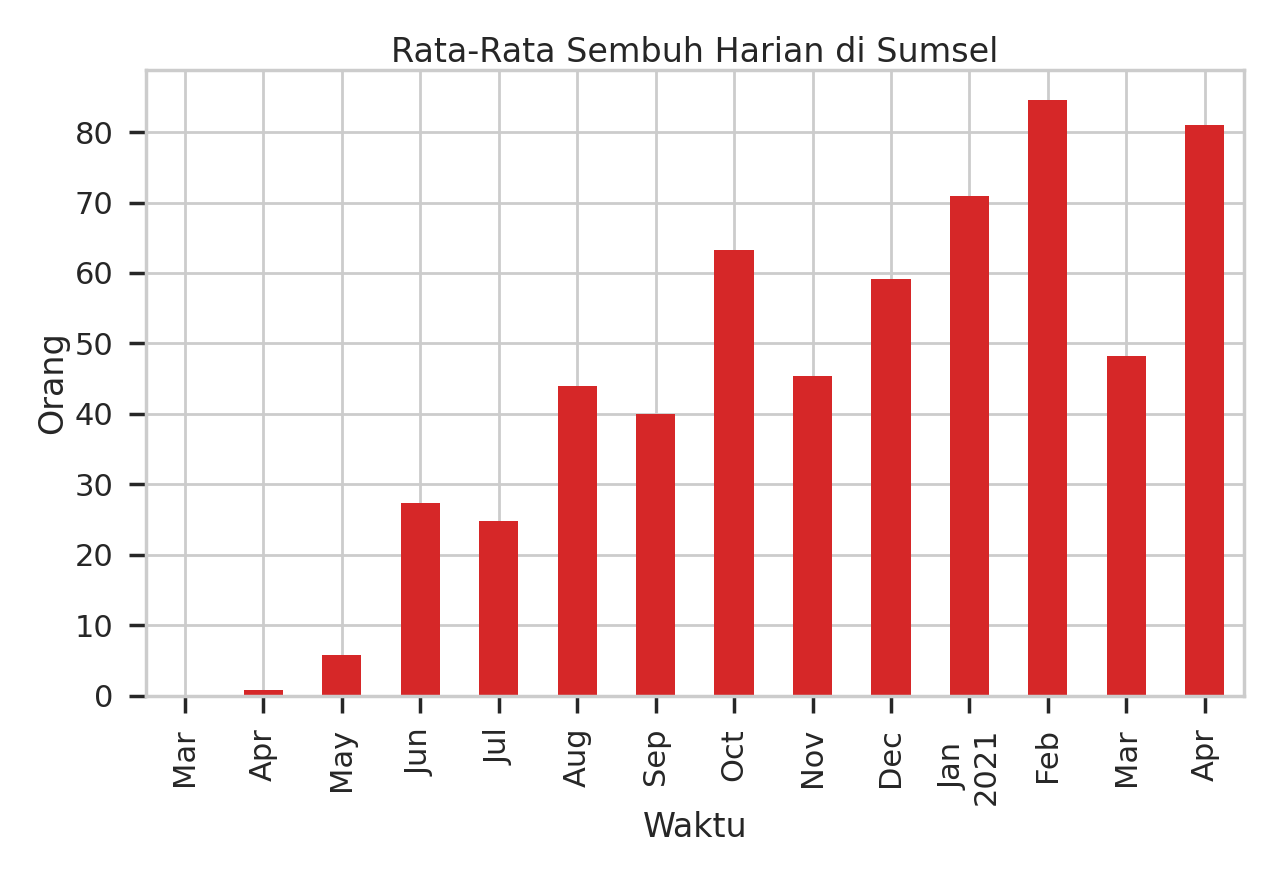 Rata-Rata Sembuh Harian di Sumsel
80
70
60
50
40
30
20
10
0
Orang
Mar
Apr
May
Jun
Jul
Aug
Sep
Oct
Nov
Dec
Jan
2021
Feb
Mar
Apr
Waktu